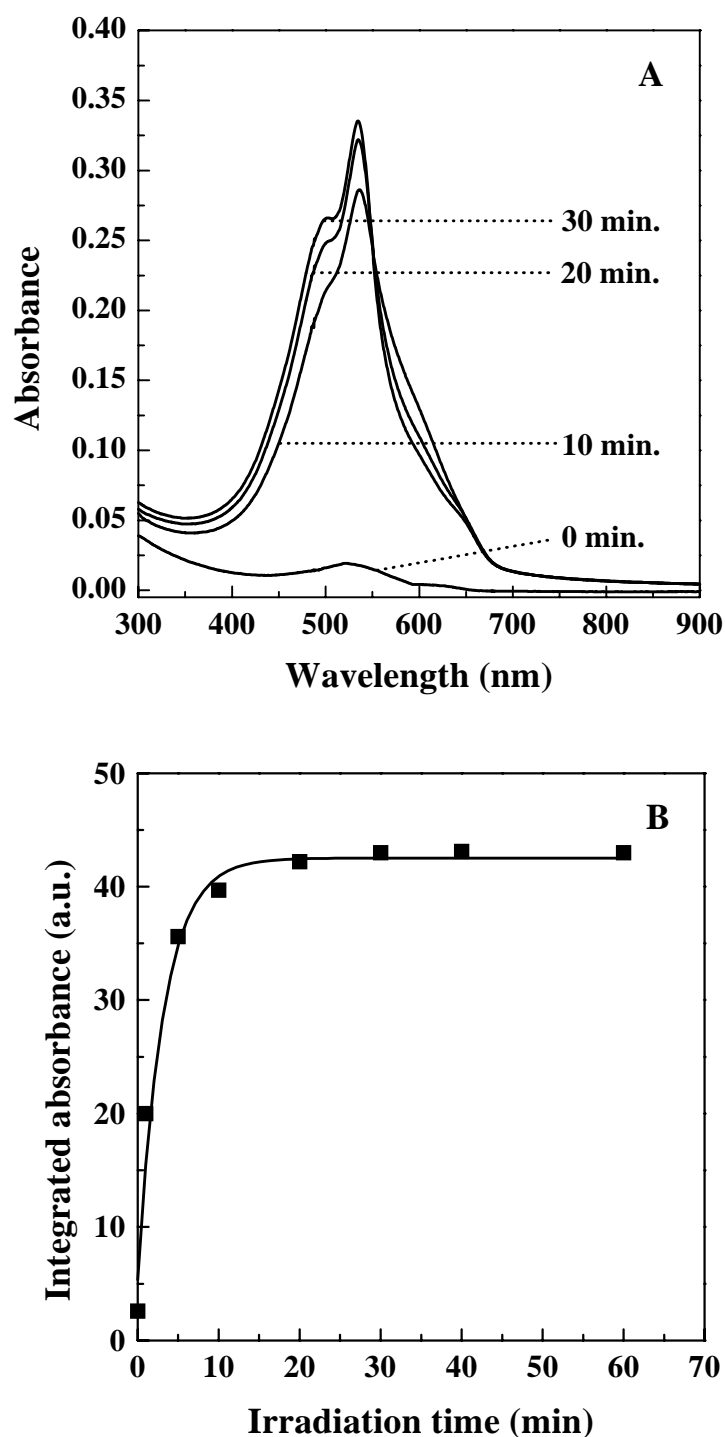 0.40
A
0.35
0.30
30 min.
0.25
20 min.
0.20
0.15
10 min.
0.10
0.05
0 min.
0.00
Absorbance
300 400 500 600 700 800 900
Wavelength (nm)
50
B
40
30
20
10
0
Integrated absorbance (a.u.)
0 10 20 30 40 50 60 70
Irradiation time (min)